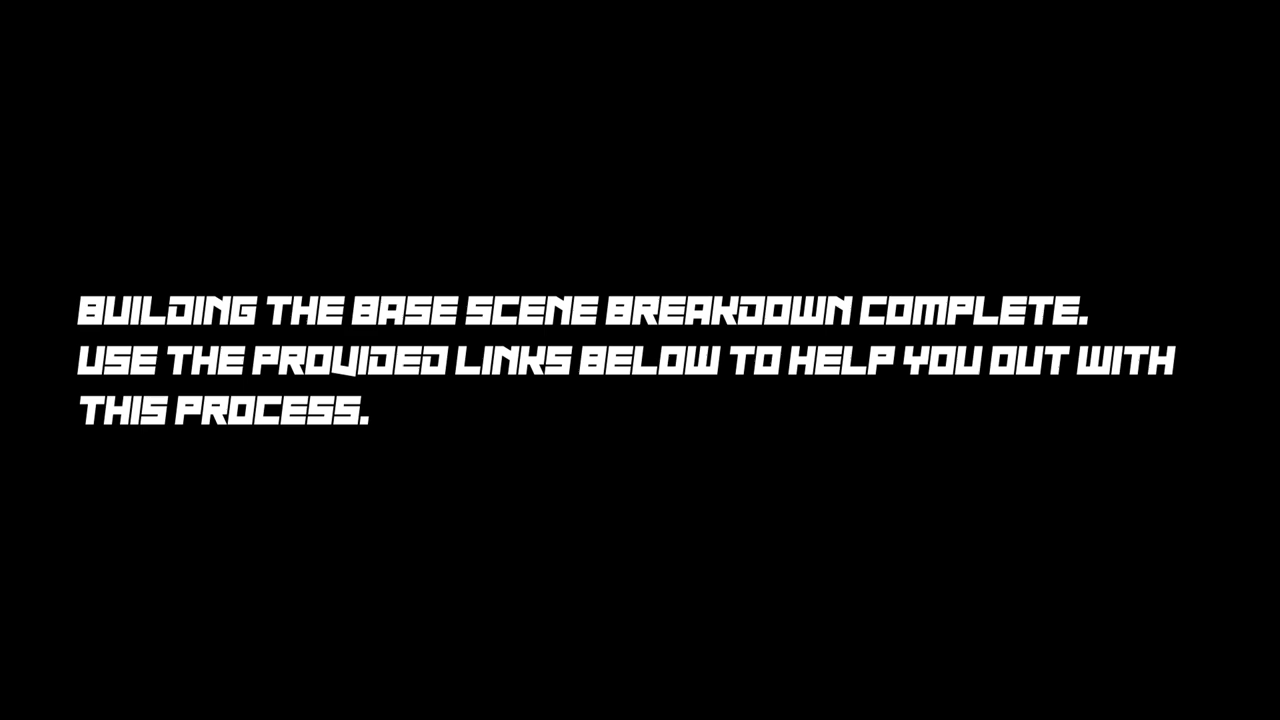 BUILDING THE BASE SCENE BREAKDOWN COMPLETE.
USE THE PROVIDED LINKS BELOW TO HELP YOU OUT WITH
THIS PROCESS.